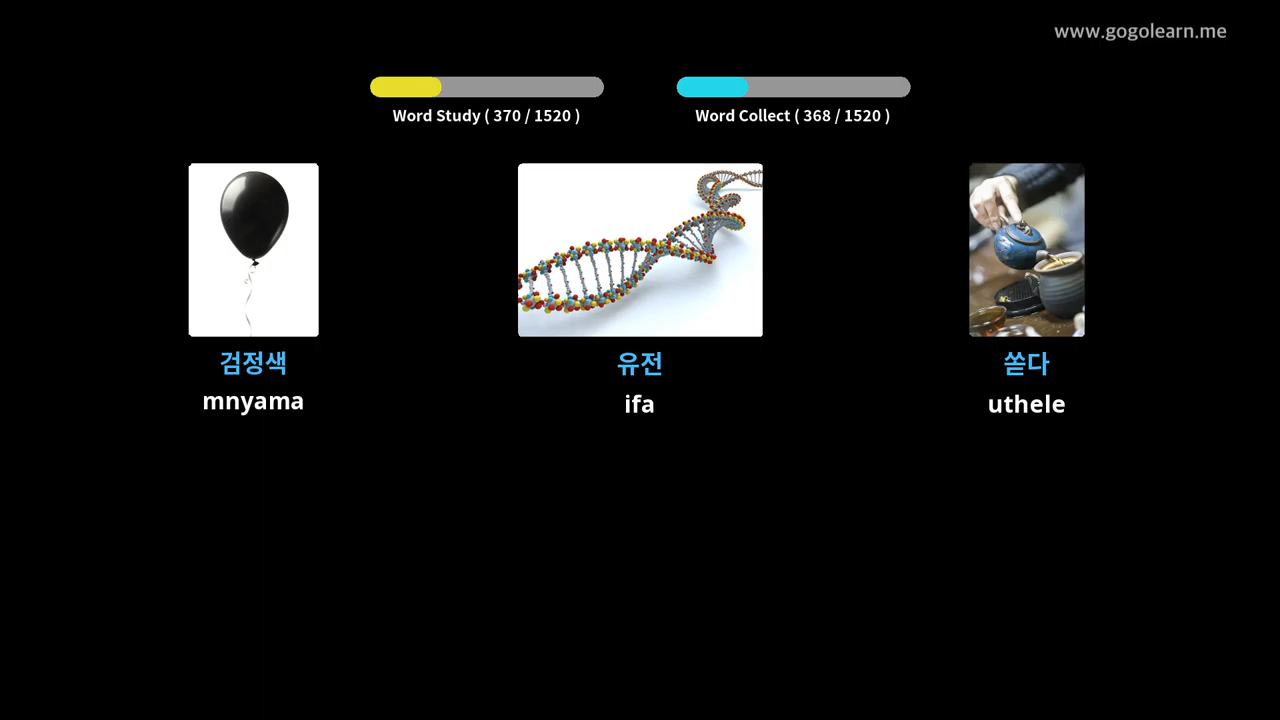 www.gogolearn.me
Word Study ( 370 / 1520 )
Word Collect ( 368 / 1520 )
검정색
유전
쏟다
mnyama
ifa
uthele